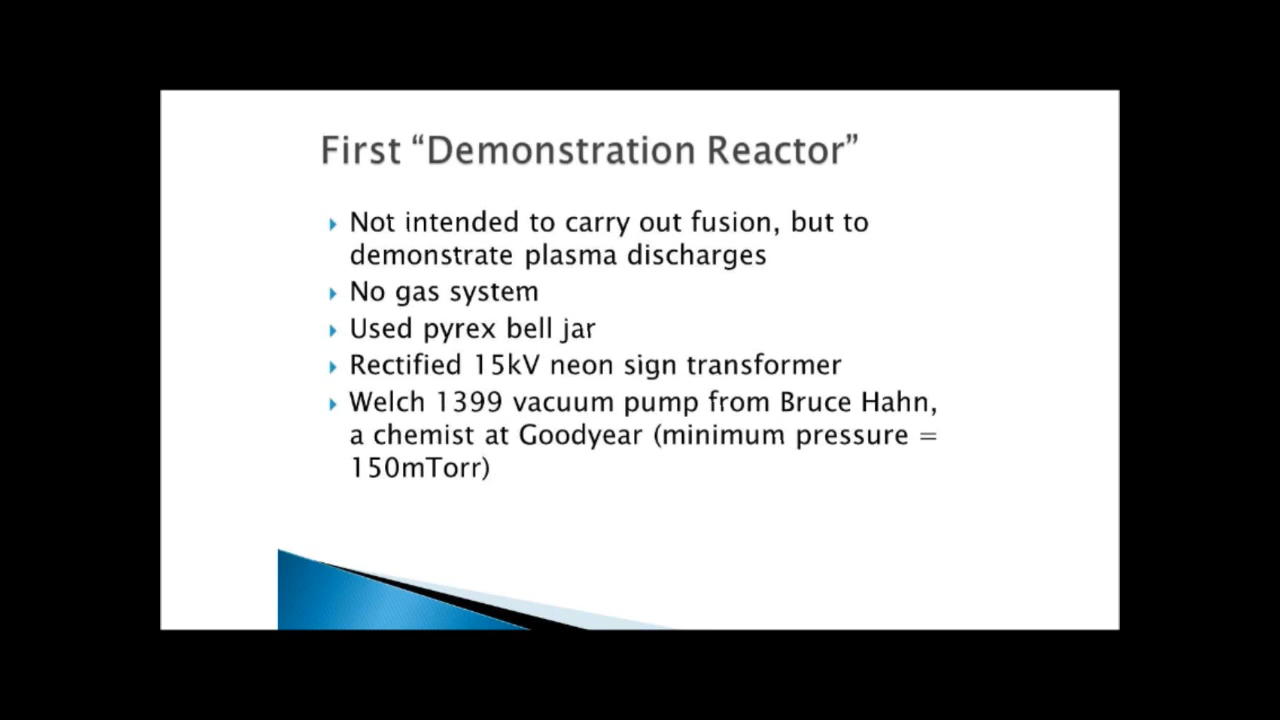 First “Demonstration Reactor”
Not intended to carry out fusion, but to
demonstrate plasma discharges
No gas system
Used pyrex bell jar
Rectified 15kV neon sign transformer
Welch 1399 vacuum pump from Bruce Hahn,
a chemist at Goodyear (minimum pressure =
150mTorr)